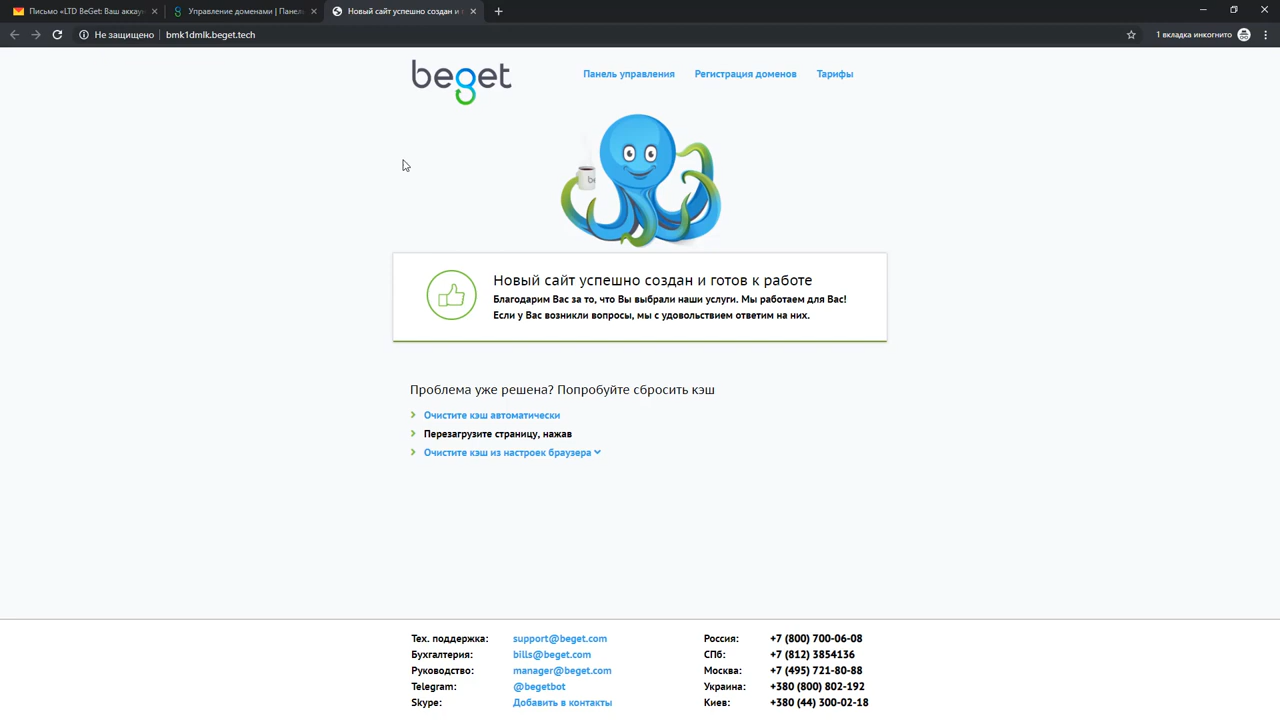 Письмо «LTD BeGet: Ваш аккаун
Управление доменами | Панель
Новый сайт успешно создан и г
Не защищено
bmk1dmlk.beget.tech
1 вкладка инкогнито
beget
Панель управления
Регистрация доменов
Тарифы
be
Новый сайт успешно создан и готов к работе
Благодарим Вас за то, что Вы выбрали наши услуги. Мы работаем для Вас!
Если у Вас возникли вопросы, мы с удовольствием ответим на них.
Проблема уже решена? Попробуйте сбросить кэш
Очистите кэш автоматически
Перезагрузите страницу, нажав
Очистите кэш из настроек браузера
Тех. поддержка: support@beget.com
Бухгалтерия: bills@beget.com
Руководство: manager@beget.com
Telegram: @begetbot
Skype: Добавить в контакты
Россия: +7 (800) 700-06-08
СПб: +7 (812) 3854136
Москва: +7 (495) 721-80-88
Украина: +380 (800) 802-192
Киев: +380 (44) 300-02-18